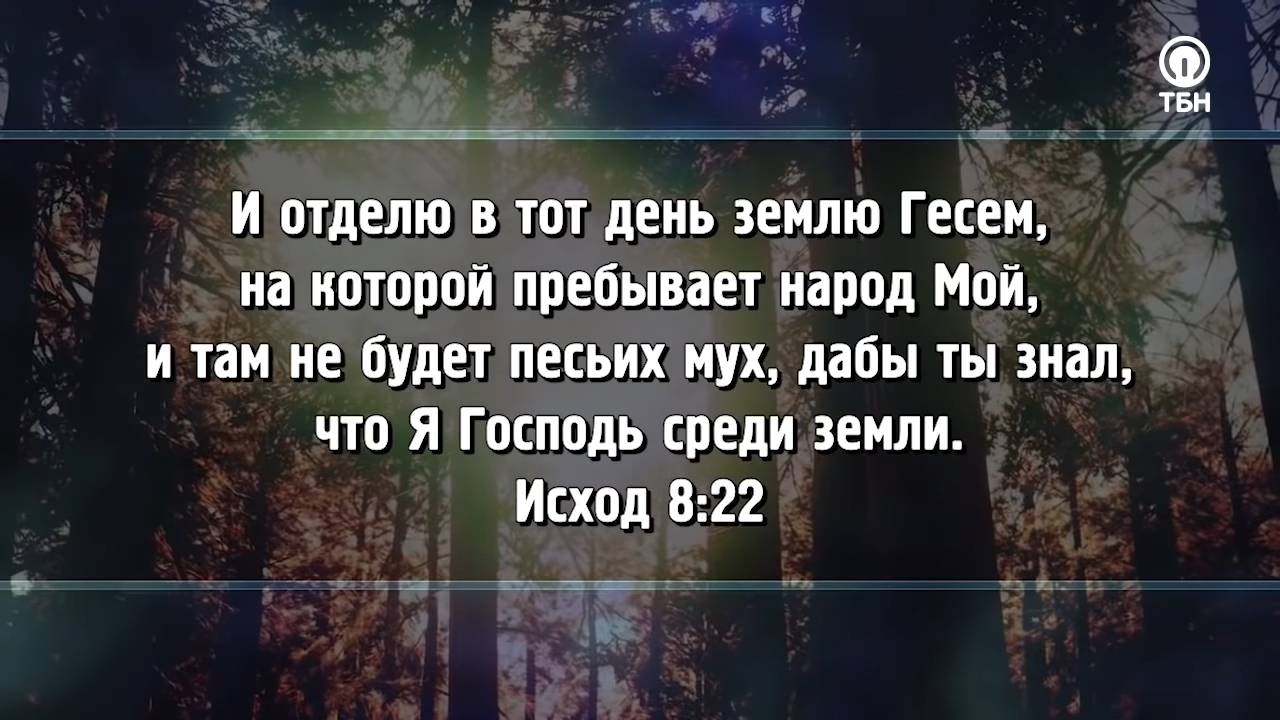 ТБН
И отделю в тот день землю Гесем,
на которой пребывает народ Мой,
и там не будет песьих мух, дабы ты знал,
что Я Господь среди земли.
Исход 8:22